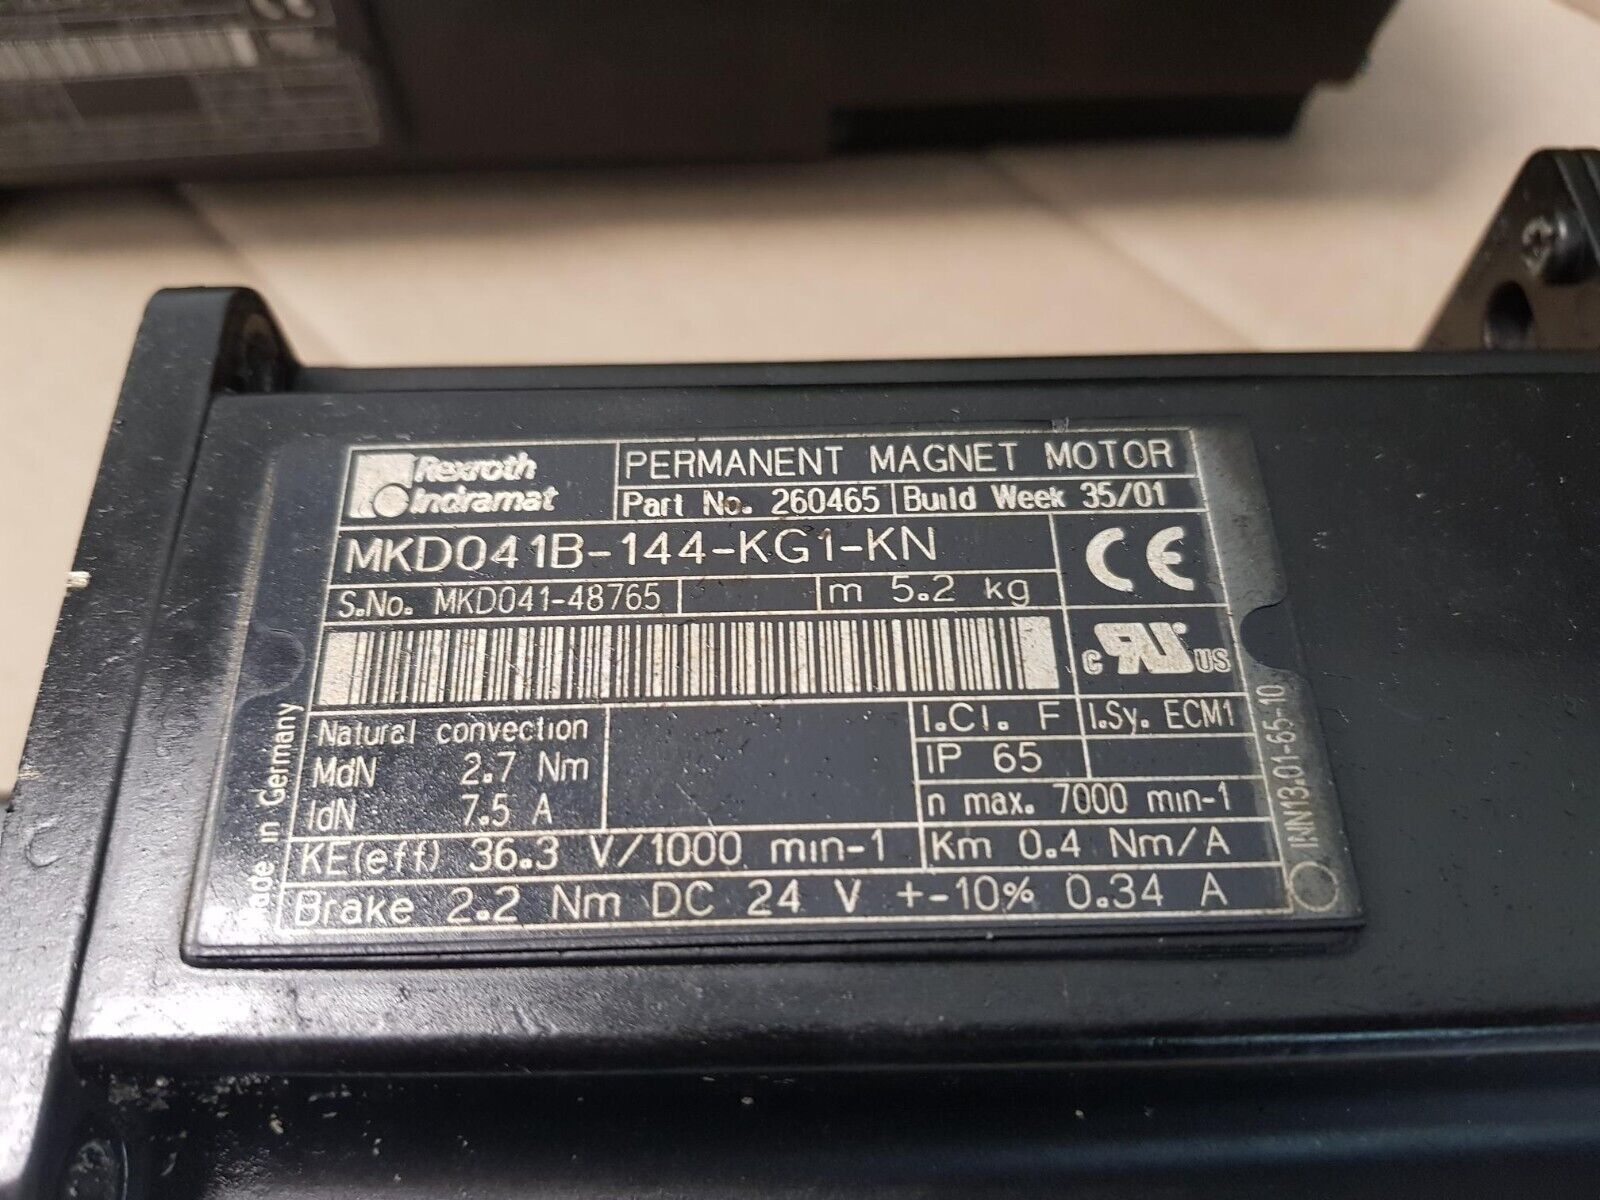 Rexroth
Indramat
PERMANENT MAGNET MOTOR
Part No. 260465 Build Week 35/01
MKD041B-144-KG1-KN
CE
S.No. MKD041-48765 m 5.2 kg
c RU US
Natural convection
MdN 2.7 Nm
IdN 7.5 A
I.Cl. F I.Sy. ECM1
IP 65
n max. 7000 min-1
KE(eff) 36.3 V/1000 min-1 Km 0.4 Nm/A
Brake 2.2 Nm DC 24 V +-10% 0.34 A
Made in Germany
INN13.01-65-10